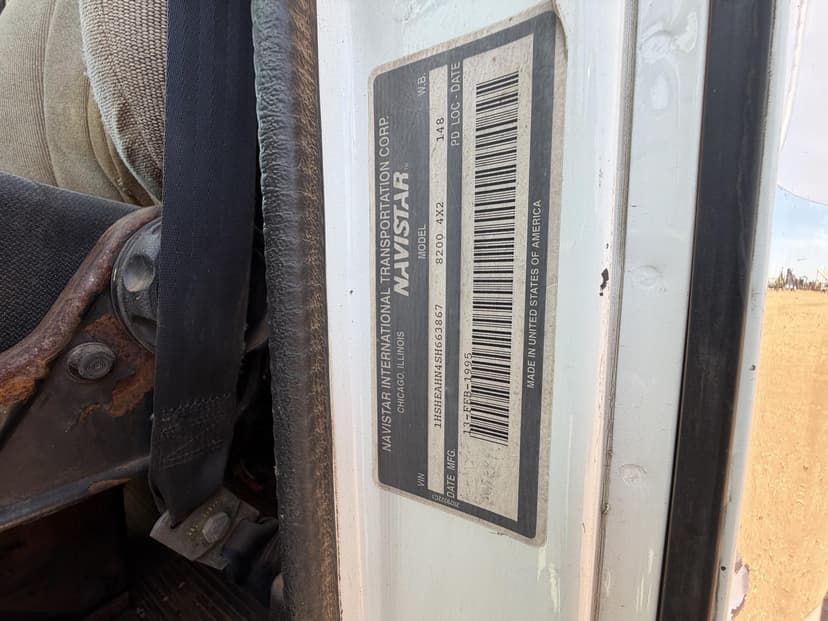 NAVISTAR INTERNATIONAL TRANSPORTATION CORP.
CHICAGO, ILLINOIS
NAVISTAR
VIN MODEL W.B.
1HSHEAHN4SH663867 8200 4X2 148
DATE MFG. PD LOC - DATE
13-FEB-1995
MADE IN UNITED STATES OF AMERICA